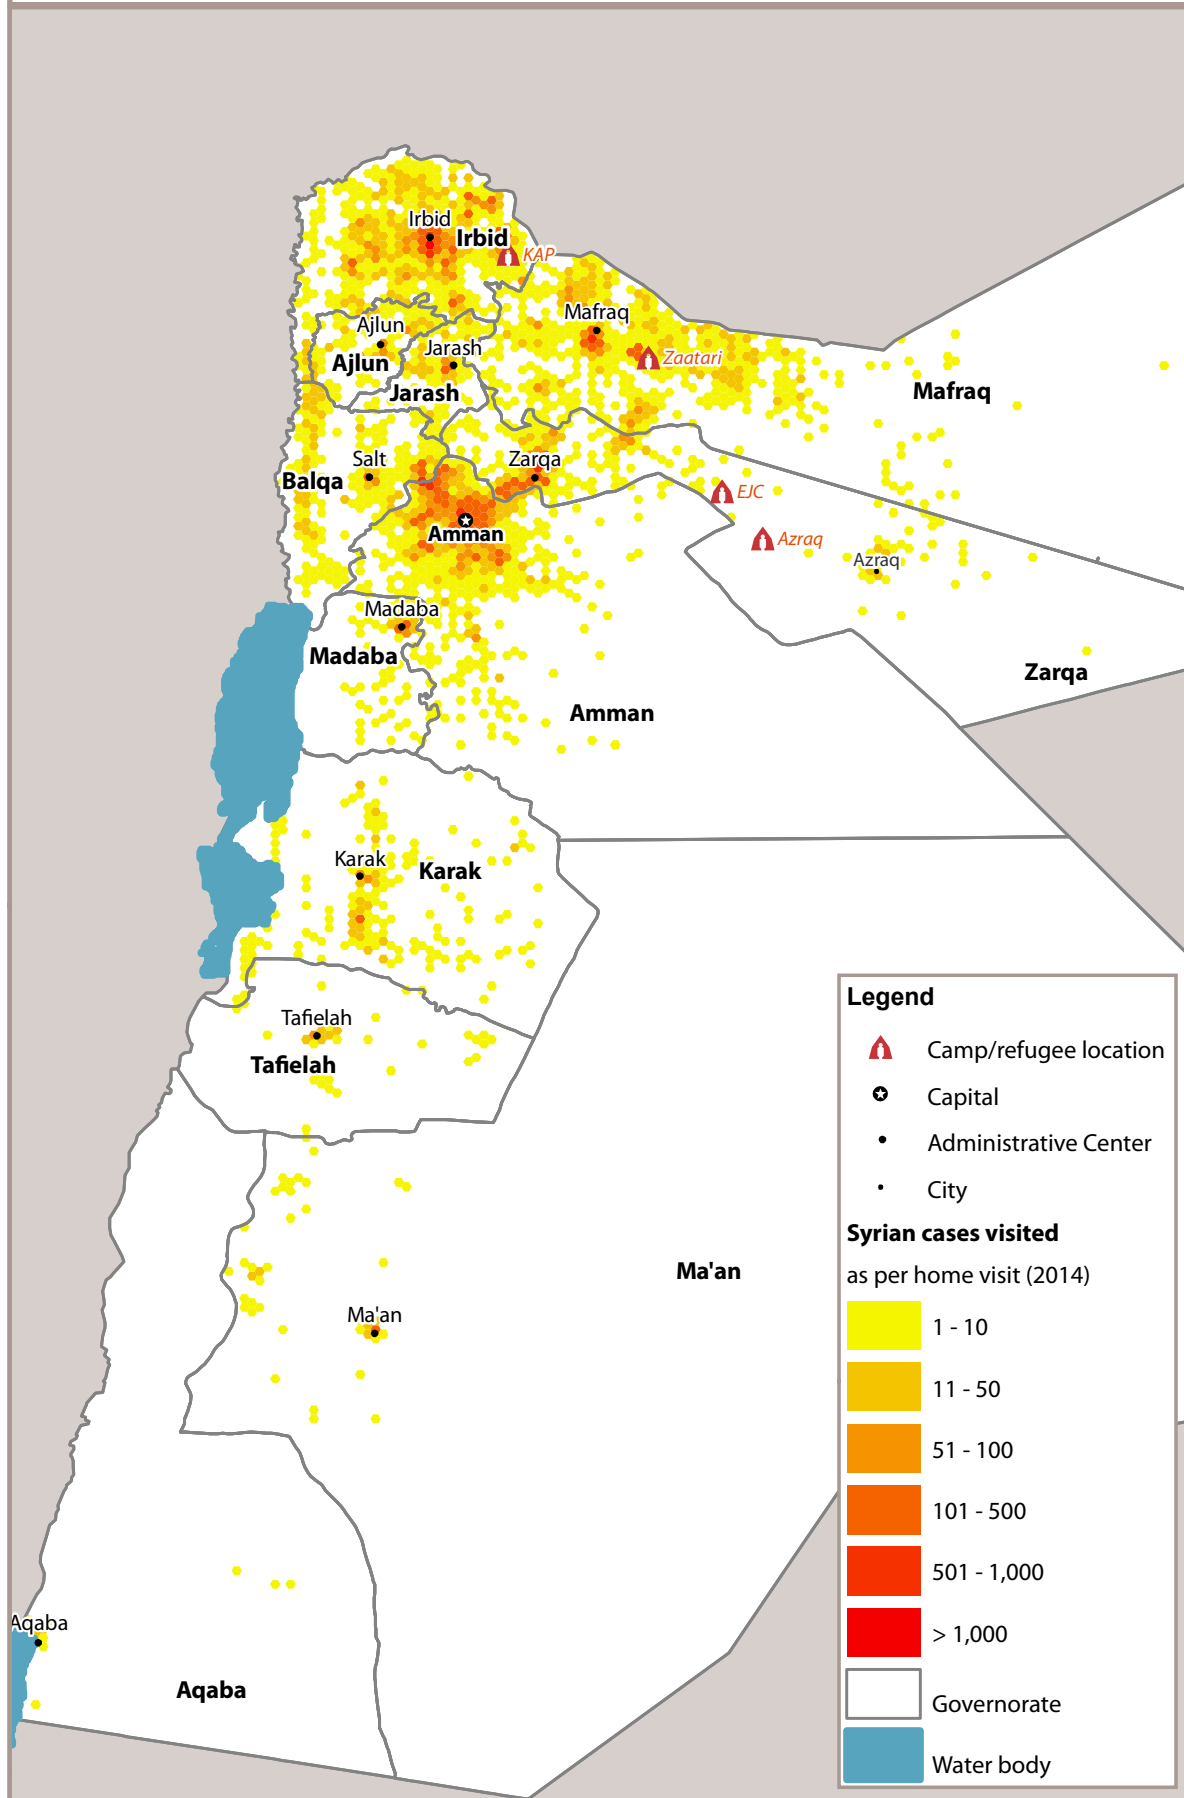 Irbid
Irbid
KAP
Mafraq
Ajlun
Jarash
Zaatari
Ajlun
Mafraq
Jarash
Salt
Zarqa
Balqa
EJC
Amman
Azraq
Azraq
Madaba
Madaba
Zarqa
Amman
Karak
Karak
Tafielah
Tafielah
Ma'an
Ma'an
Aqaba
Aqaba
Legend
Camp/refugee location
Capital
Administrative Center
City
Syrian cases visited
as per home visit (2014)
1 - 10
11 - 50
51 - 100
101 - 500
501 - 1,000
> 1,000
Governorate
Water body